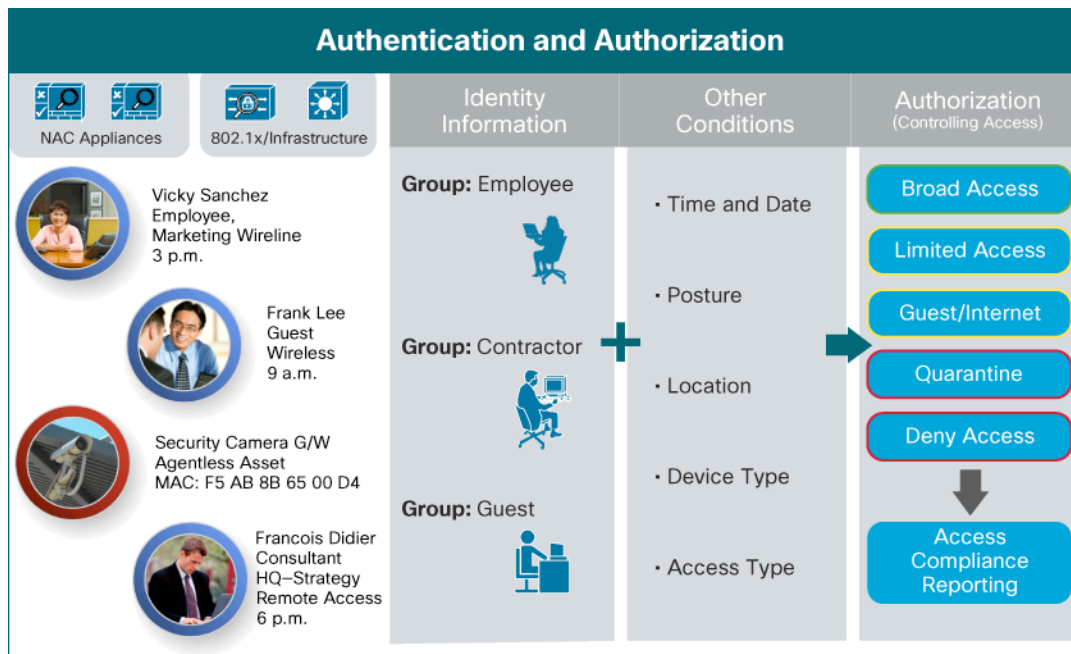 Authentication and Authorization
NAC Appliances
802.1x/Infrastructure
Vicky Sanchez
Employee,
Marketing Wireline
3 p.m.
Frank Lee
Guest
Wireless
9 a.m.
Security Camera G/W
Agentless Asset
MAC: F5 AB 8B 65 00 D4
Francois Didier
Consultant
HQ–Strategy
Remote Access
6 p.m.
Identity
Information
Group: Employee
Group: Contractor
Group: Guest
Other
Conditions
· Time and Date
· Posture
· Location
· Device Type
· Access Type
Authorization
(Controlling Access)
Broad Access
Limited Access
Guest/Internet
Quarantine
Deny Access
Access
Compliance
Reporting